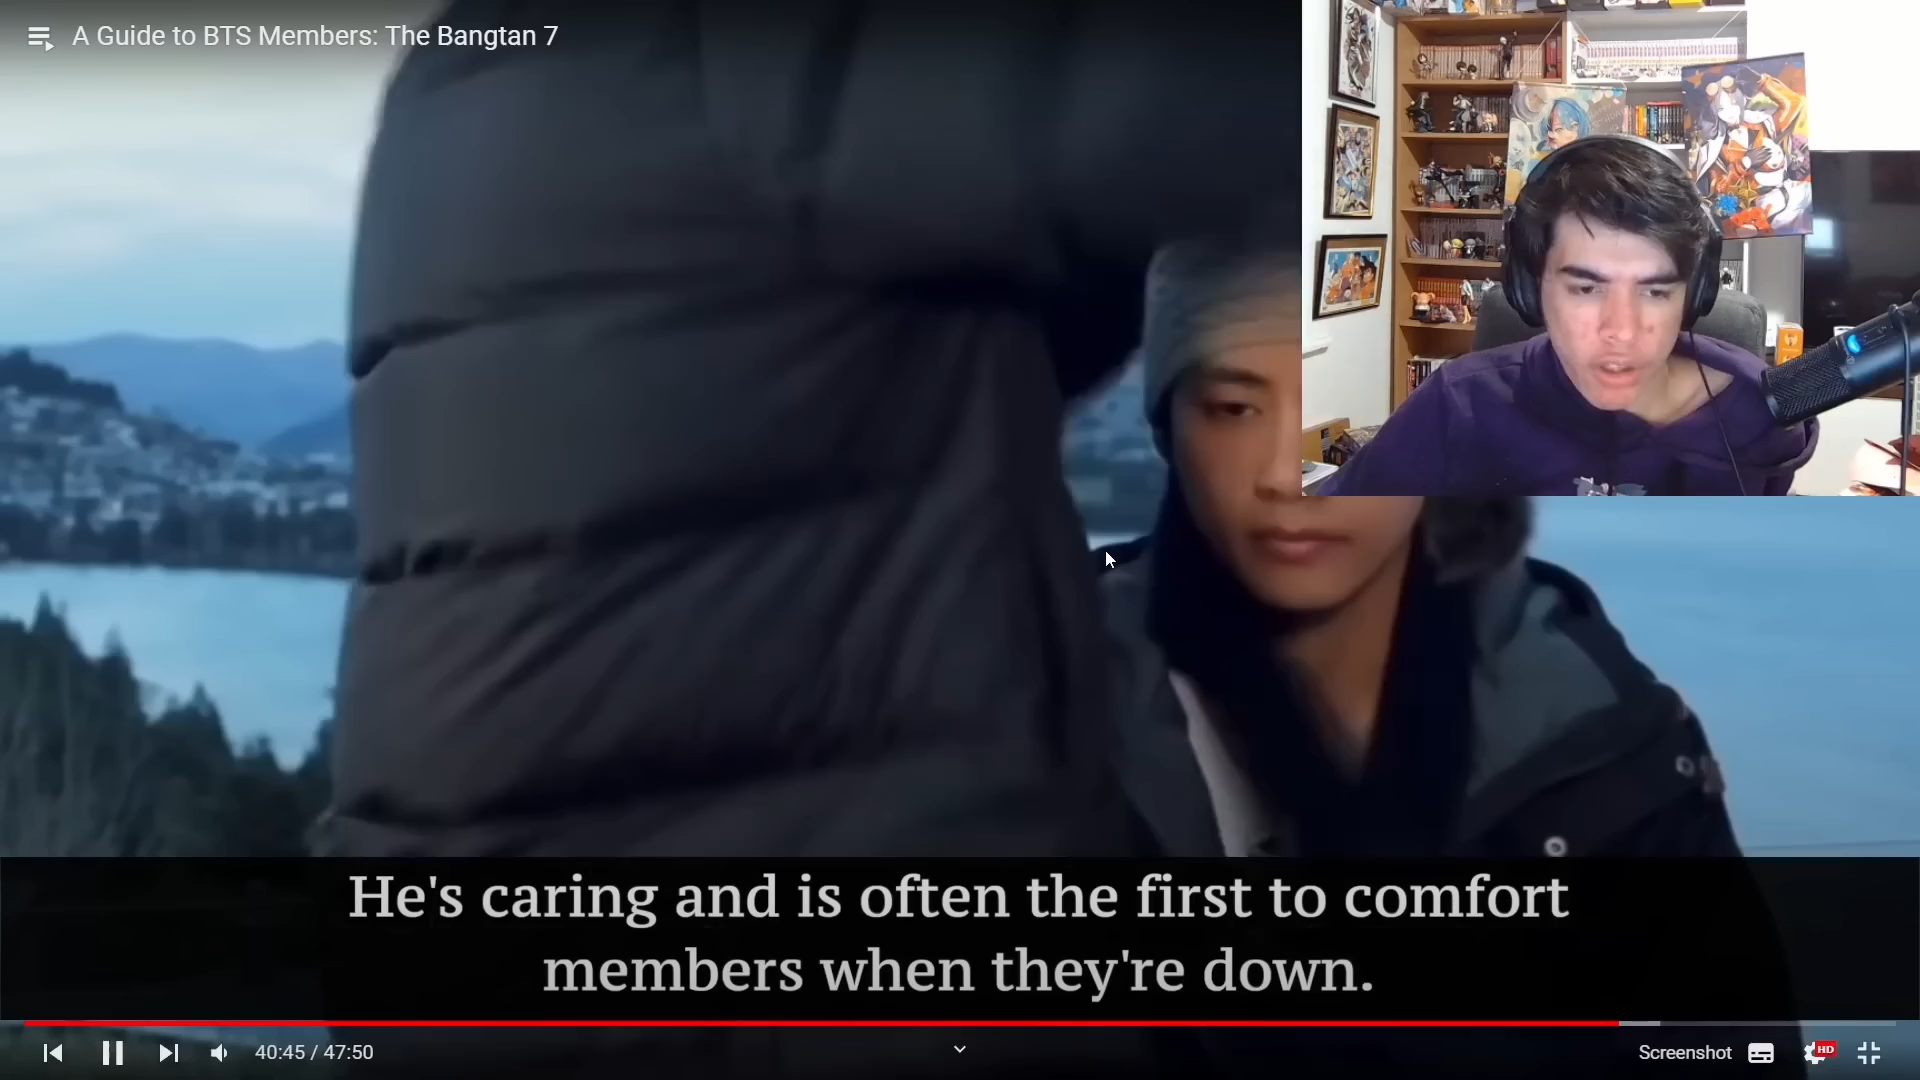 A Guide to BTS Members: The Bangtan 7
He's caring and is often the first to comfort
members when they're down.
40:45 / 47:50
Screenshot
HD